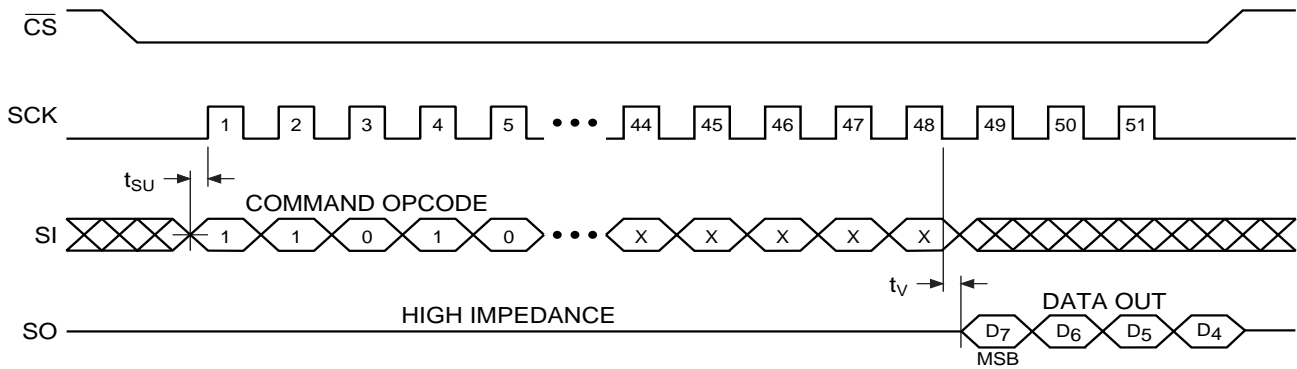 CS
SCK 1 2 3 4 5 ••• 44 45 46 47 48 49 50 51
tSU
COMMAND OPCODE
SI 1 1 0 1 0 ••• X X X X X
tV
HIGH IMPEDANCE
DATA OUT
SO D7 D6 D5 D4
MSB